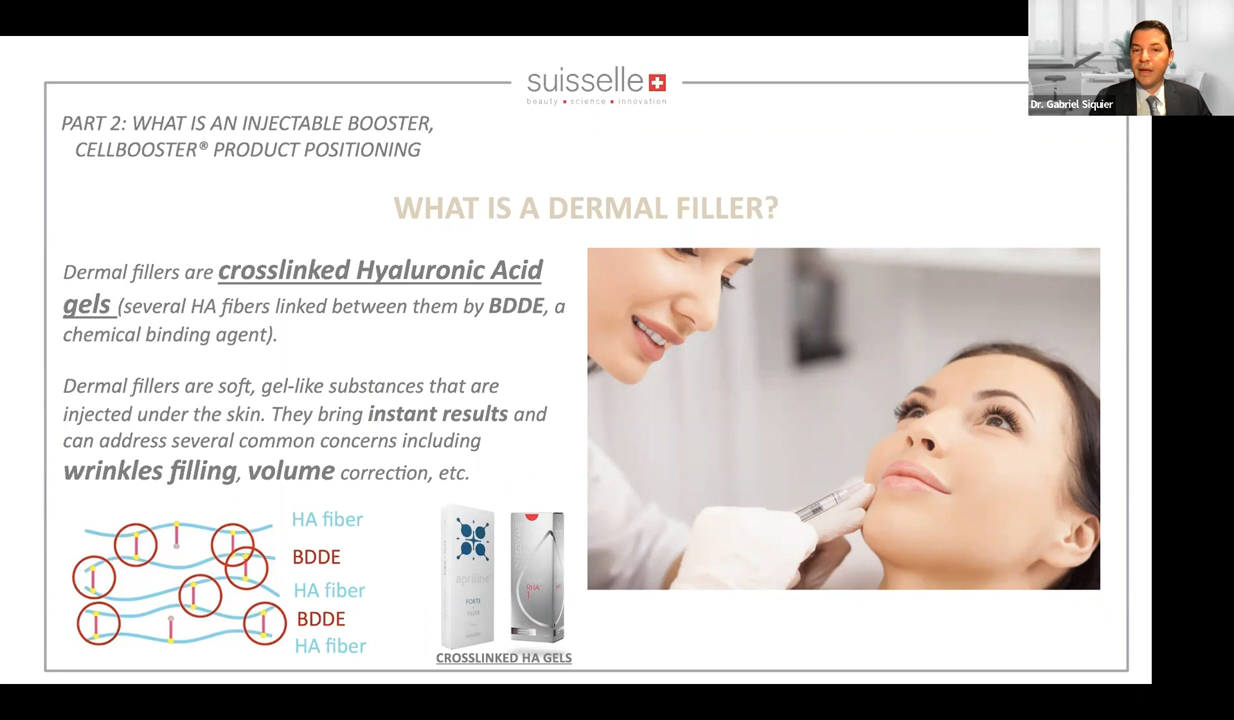 suisselle
beauty ▪ science ▪ innovation
Dr. Gabriel Siquier
PART 2: WHAT IS AN INJECTABLE BOOSTER,
CELLBOOSTER® PRODUCT POSITIONING
WHAT IS A DERMAL FILLER?
Dermal fillers are crosslinked Hyaluronic Acid
gels (several HA fibers linked between them by BDDE, a
chemical binding agent).
Dermal fillers are soft, gel-like substances that are
injected under the skin. They bring instant results and
can address several common concerns including
wrinkles filling, volume correction, etc.
HA fiber
BDDE
HA fiber
BDDE
HA fiber
apriline
FORTE
RHA
1
CROSSLINKED HA GELS